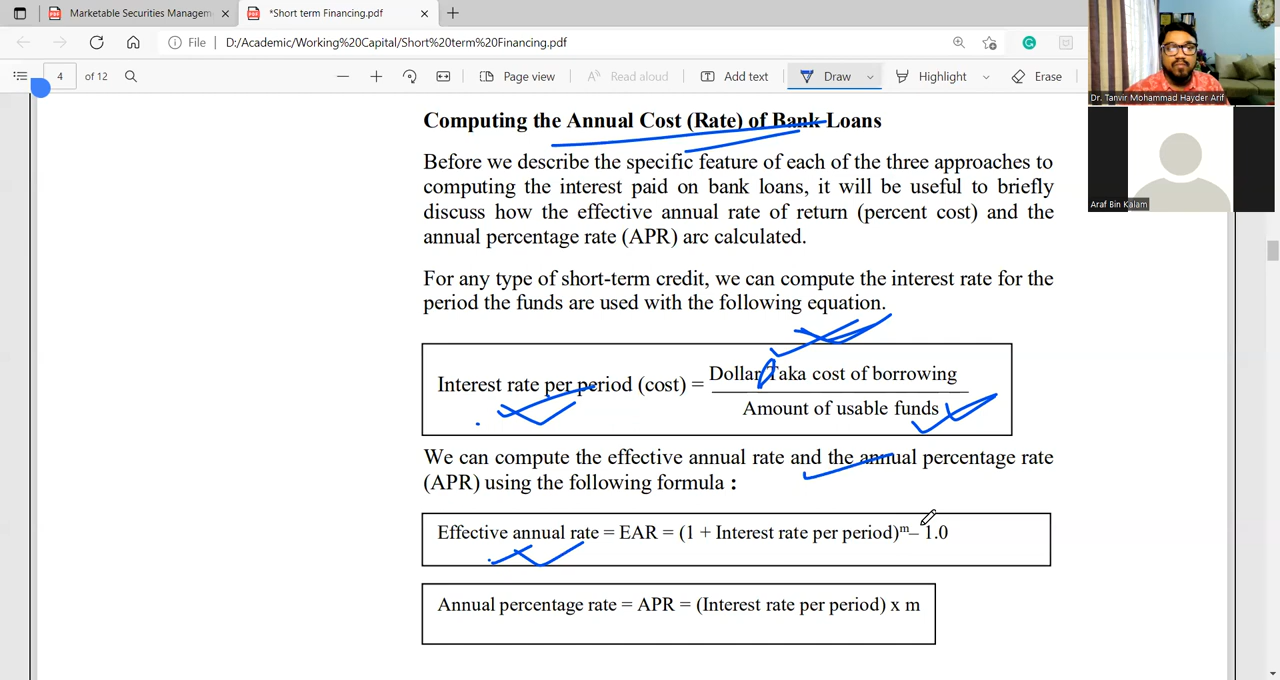 Marketable Securities Managem
*Short term Financing.pdf
File
D:/Academic/Working%20Capital/Short%20term%20Financing.pdf
4 of 12
Page view
Read aloud
Add text
Draw
Highlight
Erase
Dr. Tanvir Mohammad Hayder Arif
Araf Bin Kalam
Computing the Annual Cost (Rate) of Bank Loans
Before we describe the specific feature of each of the three approaches to
computing the interest paid on bank loans, it will be useful to briefly
discuss how the effective annual rate of return (percent cost) and the
annual percentage rate (APR) arc calculated.
For any type of short-term credit, we can compute the interest rate for the
period the funds are used with the following equation.
Interest rate per period (cost) = Dollar Taka cost of borrowing
Amount of usable funds
We can compute the effective annual rate and the annual percentage rate
(APR) using the following formula :
Effective annual rate = EAR = (1 + Interest rate per period)ᵐ– 1.0
Annual percentage rate = APR = (Interest rate per period) x m